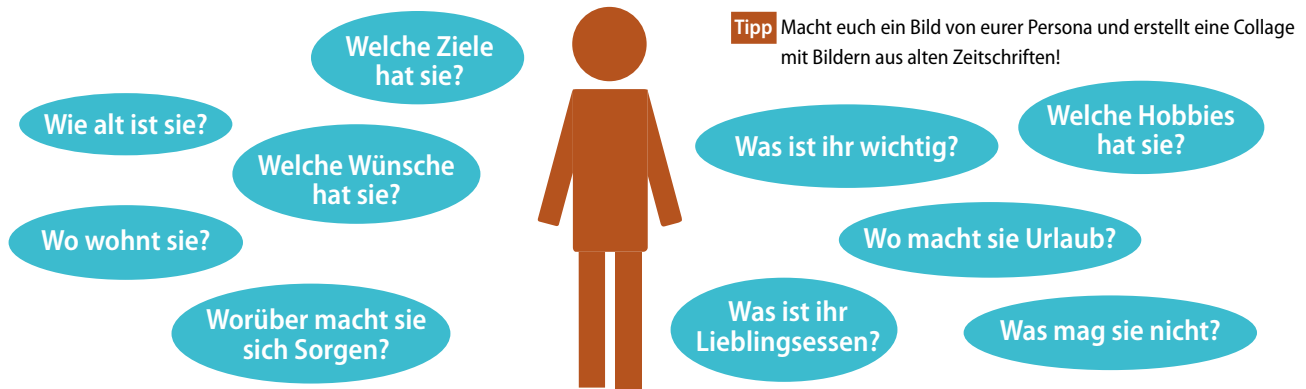 Welche Ziele
hat sie?
Wie alt ist sie?
Welche Wünsche
hat sie?
Wo wohnt sie?
Worüber macht sie
sich Sorgen?
Tipp Macht euch ein Bild von eurer Persona und erstellt eine Collage
mit Bildern aus alten Zeitschriften!
Was ist ihr wichtig?
Welche Hobbies
hat sie?
Wo macht sie Urlaub?
Was ist ihr
Lieblingsessen?
Was mag sie nicht?